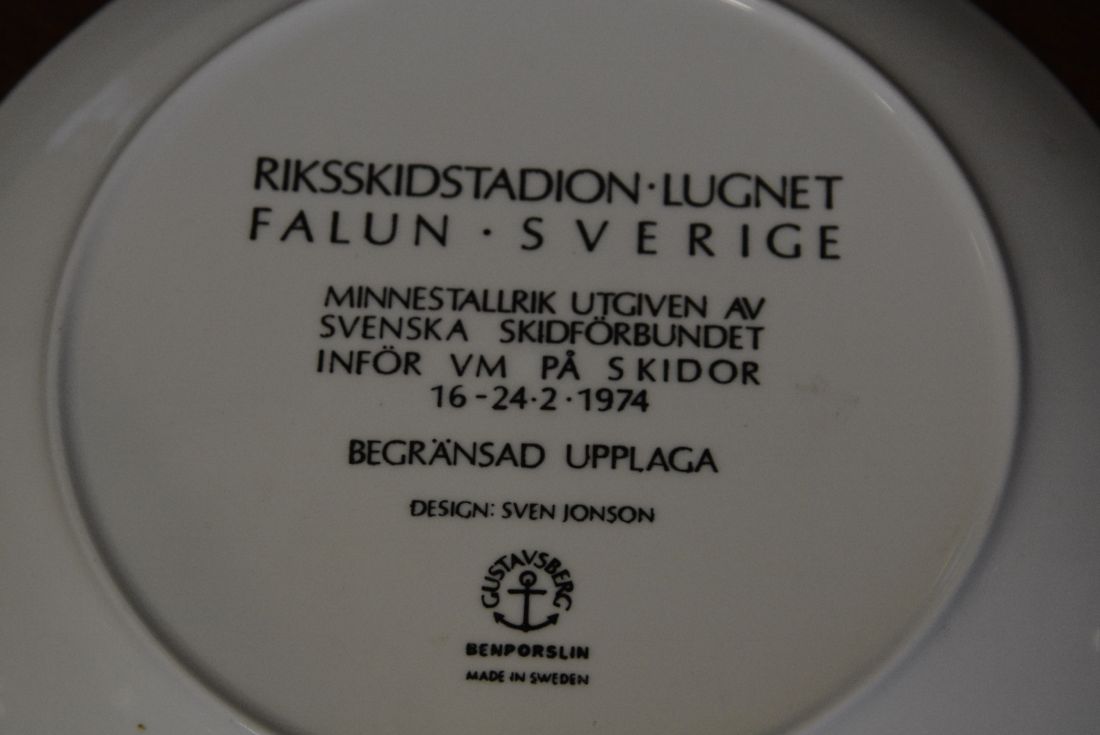 RIKSSKIDSTADION·LUGNET
FALUN · SVERIGE
MINNESTALLRIK UTGIVEN AV
SVENSKA SKIDFÖRBUNDET
INFÖR VM PÅ SKIDOR
16-24·2·1974
BEGRÄNSAD UPPLAGA
DESIGN: SVEN JONSON
GUSTAVSBERG
BENPORSLIN
MADE IN SWEDEN